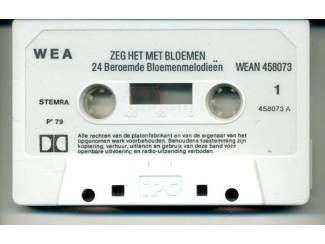 WEA
ZEG HET MET BLOEMEN
24 Beroemde Bloemenmelodieën
WEAN 458073
STEMRA
1
P' 79
458073 A
Alle rechten van de platenfabrikant en van de eigenaar van het
opgenomen werk voorbehouden. Behoudens toestemming zijn
kopiëring, verhuur, uitlenen en gebruik van deze band voor
openbare uitvoering en radio-uitzending verboden.
IPC